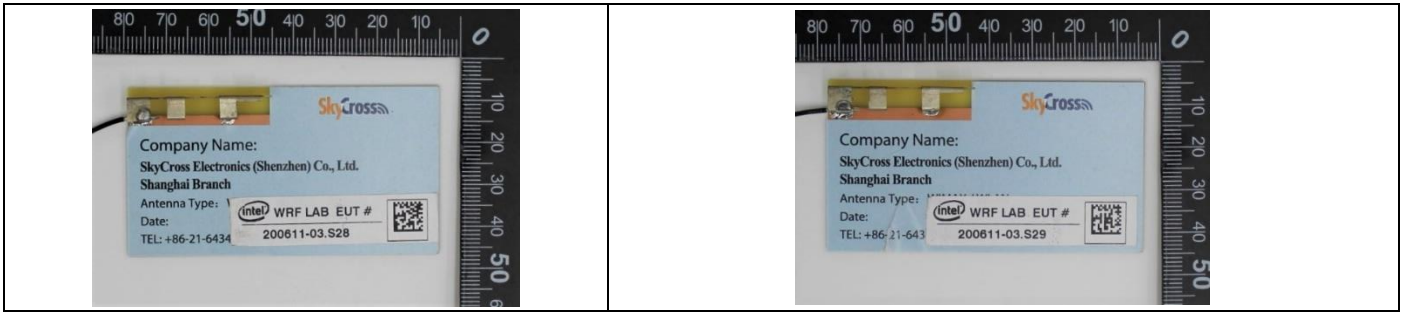 80 70 60 50 40 30 20 10 0
10 20 30 40 50 6
SkyCross
Company Name:
SkyCross Electronics (Shenzhen) Co., Ltd.
Shanghai Branch
Antenna Type:
Date:
TEL: +86-21-6434
intel WRF LAB EUT #
200611-03.S28
80 70 60 50 40 30 20 10 0
10 20 30 40 50
SkyCross
Company Name:
SkyCross Electronics (Shenzhen) Co., Ltd.
Shanghai Branch
Antenna Type:
Date:
TEL: +86-21-643
intel WRF LAB EUT #
200611-03.S29